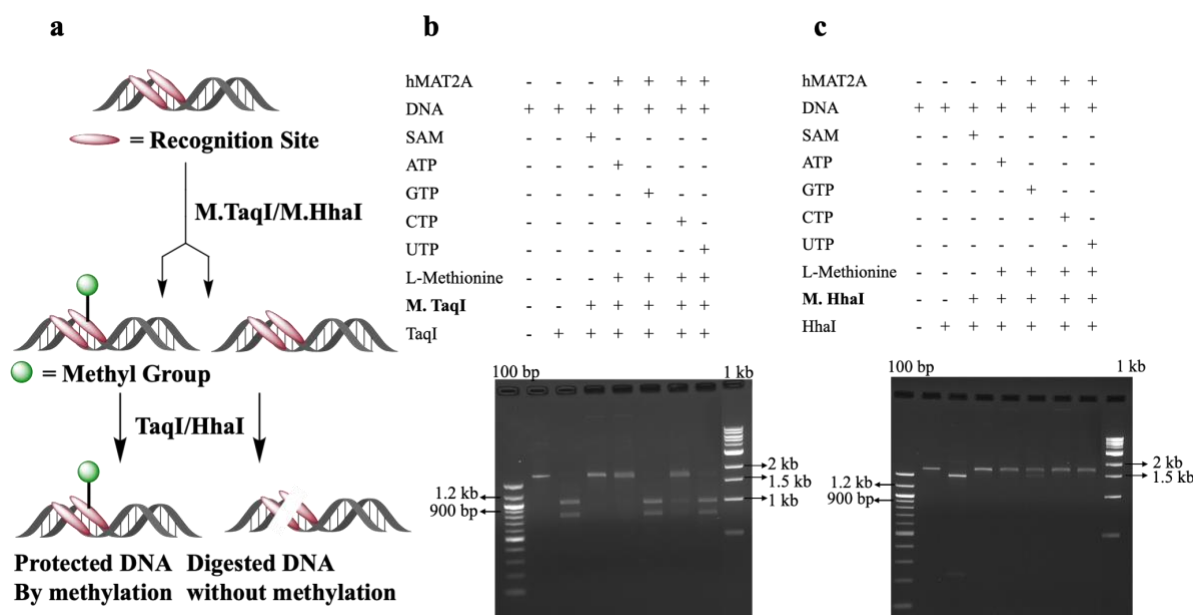 a
= Recognition Site
M.TaqI/M.HhaI
= Methyl Group
TaqI/HhaI
Protected DNA Digested DNA
By methylation without methylation
b
hMAT2A - - - + + + +
DNA + + + + + + +
SAM - - + - - - -
ATP - - - + - - -
GTP - - - - + - -
CTP - - - - - + -
UTP - - - - - - +
L-Methionine - - - + + + +
M. TaqI - - + + + + +
TaqI - + + + + + +
100 bp 1 kb
2 kb
1.5 kb
1.2 kb 1 kb
900 bp
c
hMAT2A - - - + + + +
DNA + + + + + + +
SAM - - + - - - -
ATP - - - + - - -
GTP - - - - + - -
CTP - - - - - + -
UTP - - - - - - +
L-Methionine - - - + + + +
M. HhaI - - + + + + +
HhaI - + + + + + +
100 bp 1 kb
2 kb
1.5 kb
1.2 kb
900 bp